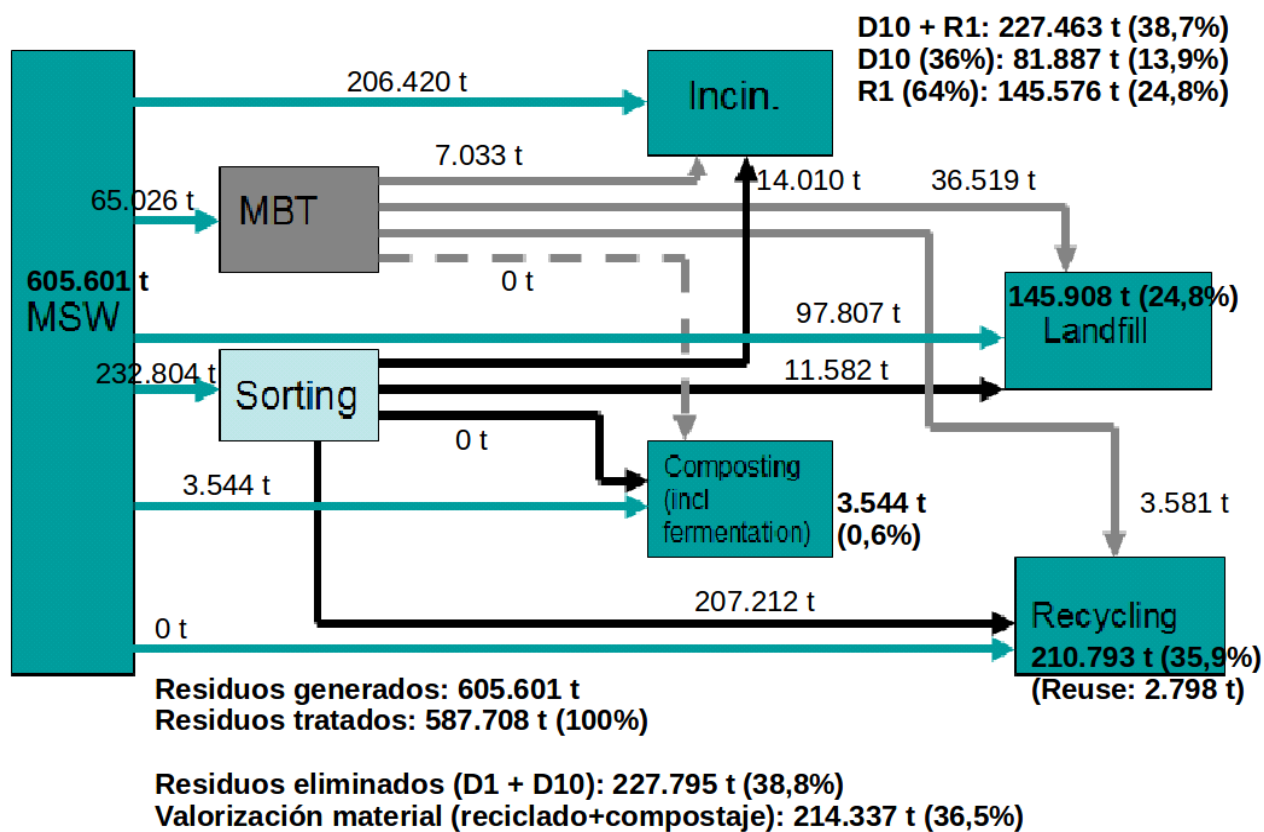 D10 + R1: 227.463 t (38,7%)
D10 (36%): 81.887 t (13,9%)
R1 (64%): 145.576 t (24,8%)
206.420 t
Incin.
7.033 t
14.010 t
36.519 t
65.026 t
MBT
0 t
605.601 t
MSW
145.908 t (24,8%)
Landfill
97.807 t
232.804 t
Sorting
11.582 t
0 t
Composting
(incl
fermentation)
3.544 t
3.544 t
(0,6%)
3.581 t
207.212 t
Recycling
0 t
210.793 t (35,9%)
(Reuse: 2.798 t)
Residuos generados: 605.601 t
Residuos tratados: 587.708 t (100%)
Residuos eliminados (D1 + D10): 227.795 t (38,8%)
Valorización material (reciclado+compostaje): 214.337 t (36,5%)